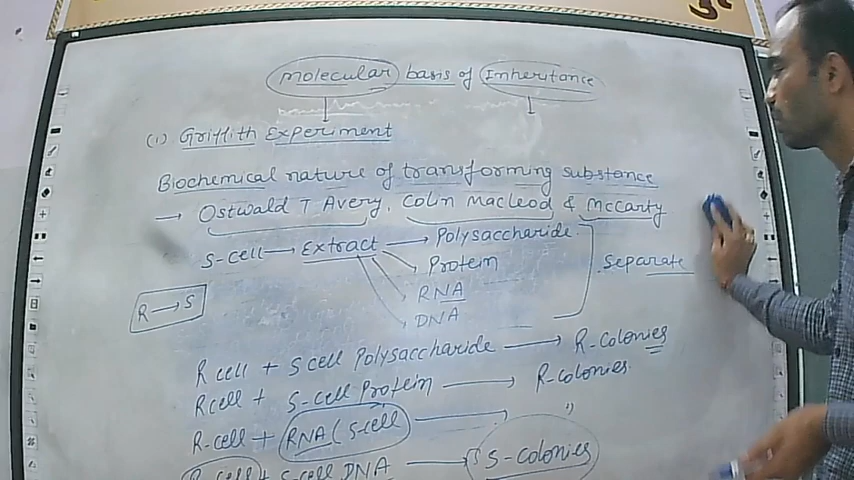 Molecular basis of Inheritance
(1) Griffith Experiment
Biochemical nature of transforming substance
→ Ostwald T Avery, Colin Macleod & McCarty
S-cell → Extract → Polysaccharide
Protein
RNA
DNA
Separate
R → S
R cell + S cell Polysaccharide → R-colonies
R cell + S-cell Protein → R-colonies
R-cell + RNA (S-cell → "
R-cell + S-cell DNA → S-colonies